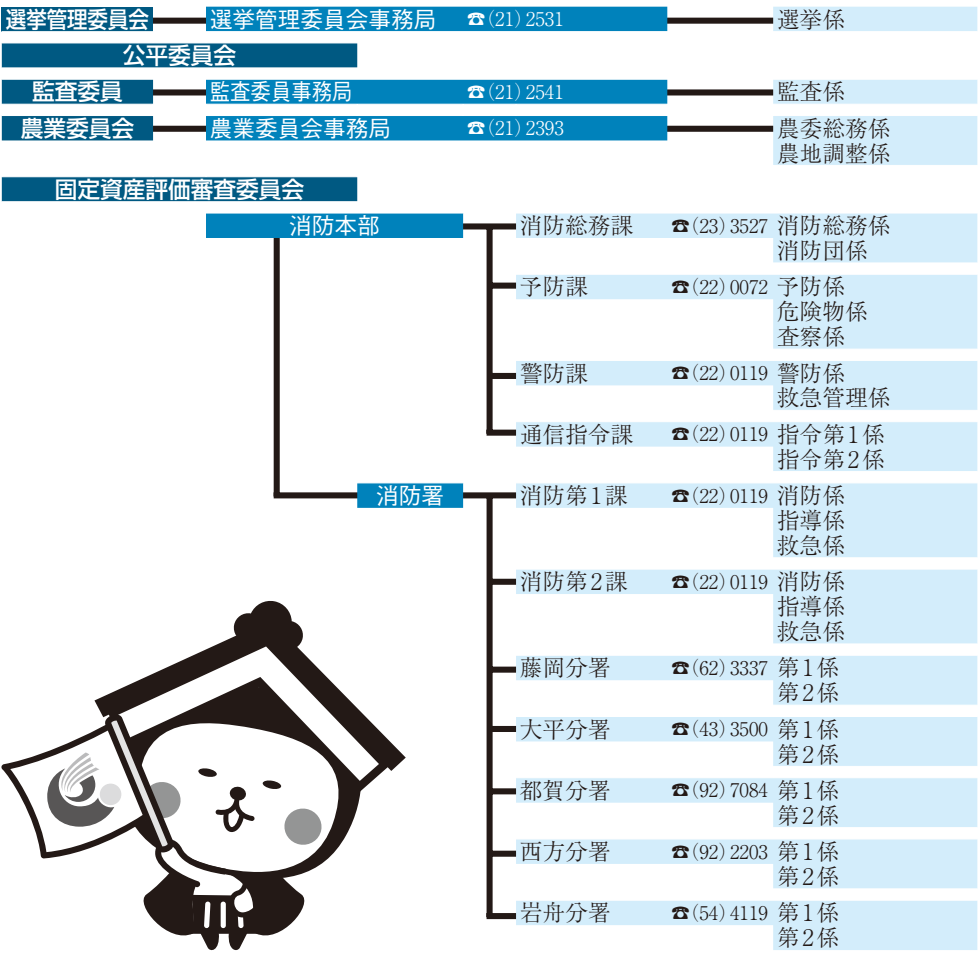 選挙管理委員会 選挙管理委員会事務局 ☎(21)2531 選挙係
公平委員会
監査委員 監査委員事務局 ☎(21)2541 監査係
農業委員会 農業委員会事務局 ☎(21)2393 農委総務係
農地調整係
固定資産評価審査委員会
消防本部 消防総務課 ☎(23)3527 消防総務係
消防団係
予防課 ☎(22)0072 予防係
危険物係
査察係
警防課 ☎(22)0119 警防係
救急管理係
通信指令課 ☎(22)0119 指令第1係
指令第2係
消防署 消防第1課 ☎(22)0119 消防係
指導係
救急係
消防第2課 ☎(22)0119 消防係
指導係
救急係
藤岡分署 ☎(62)3337 第1係
第2係
大平分署 ☎(43)3500 第1係
第2係
都賀分署 ☎(92)7084 第1係
第2係
西方分署 ☎(92)2203 第1係
第2係
岩舟分署 ☎(54)4119 第1係
第2係